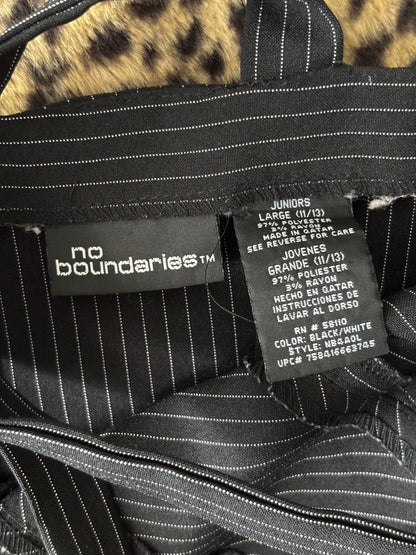 no
boundaries™
JUNIORS
LARGE (11/13)
97% POLYESTER
3% RAYON
MADE IN QATAR
SEE REVERSE FOR CARE
JOVENES
GRANDE (11/13)
97% POLIESTER
3% RAYON
HECHO EN QATAR
INSTRUCCIONES DE
LAVAR AL DORSO
RN # 58110
COLOR: BLACK/WHITE
STYLE: NB4A0L
UPC# 758416663745